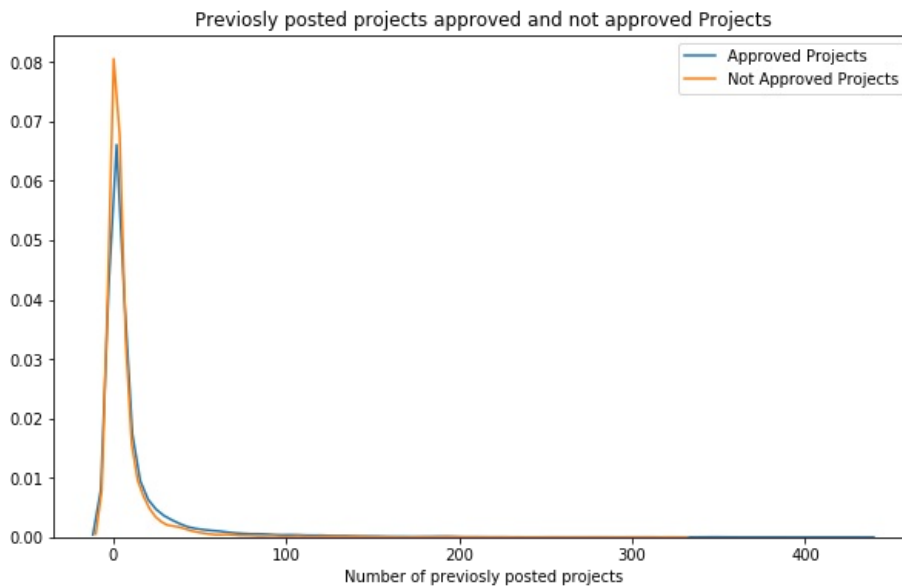 Previosly posted projects approved and not approved Projects
Approved Projects
Not Approved Projects
0.08
0.07
0.06
0.05
0.04
0.03
0.02
0.01
0.00
0 100 200 300 400
Number of previosly posted projects